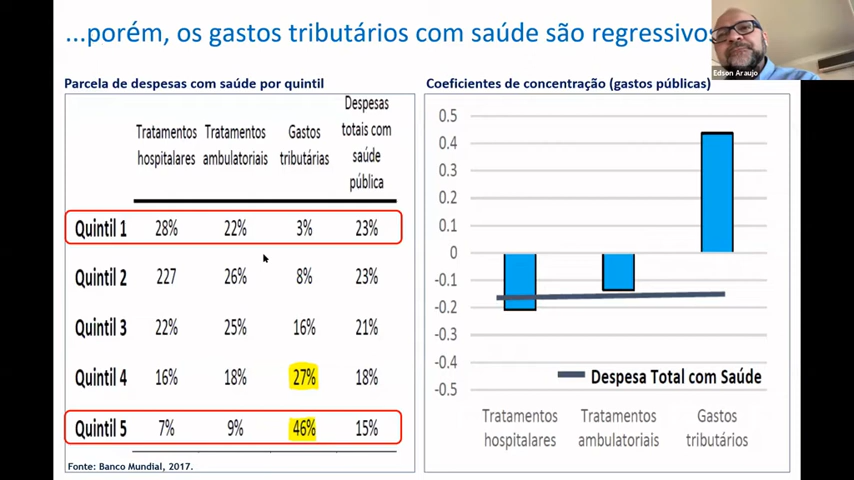 ...porém, os gastos tributários com saúde são regressivos
Edson Araujo
Parcela de despesas com saúde por quintil
Tratamentos hospitalares
Tratamentos ambulatoriais
Gastos tributárias
Despesas totais com saúde pública
Quintil 1 28% 22% 3% 23%
Quintil 2 227 26% 8% 23%
Quintil 3 22% 25% 16% 21%
Quintil 4 16% 18% 27% 18%
Quintil 5 7% 9% 46% 15%
Fonte: Banco Mundial, 2017.
Coeficientes de concentração (gastos públicas)
0.5
0.4
0.3
0.2
0.1
0
-0.1
-0.2
-0.3
-0.4
-0.5
Despesa Total com Saúde
Tratamentos hospitalares
Tratamentos ambulatoriais
Gastos tributários